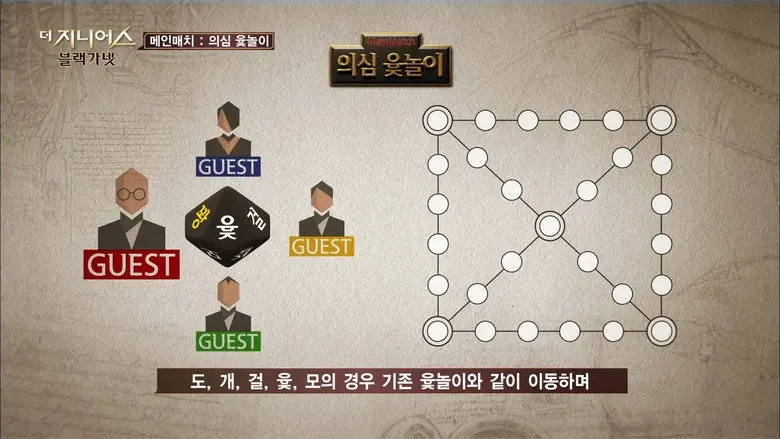 더 지니어스
블랙가넷
메인매치 : 의심 윷놀이
MainMatch
의심 윷놀이
GUEST
GUEST
GUEST
GUEST
윷
걸
도, 개, 걸, 윷, 모의 경우 기존 윷놀이와 같이 이동하며